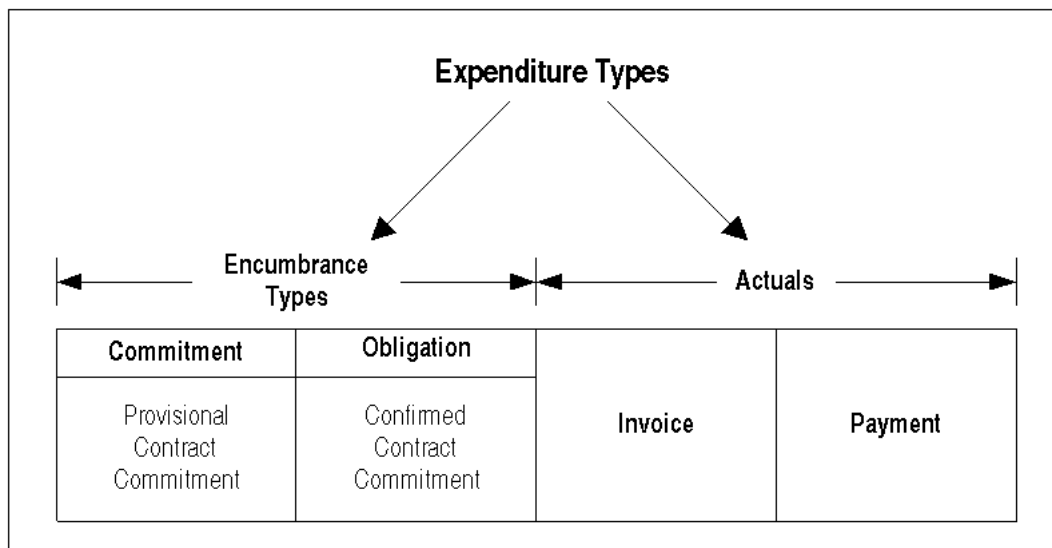 Expenditure Types
Encumbrance
Types
Actuals
Commitment
Obligation
Provisional
Contract
Commitment
Confirmed
Contract
Commitment
Invoice
Payment